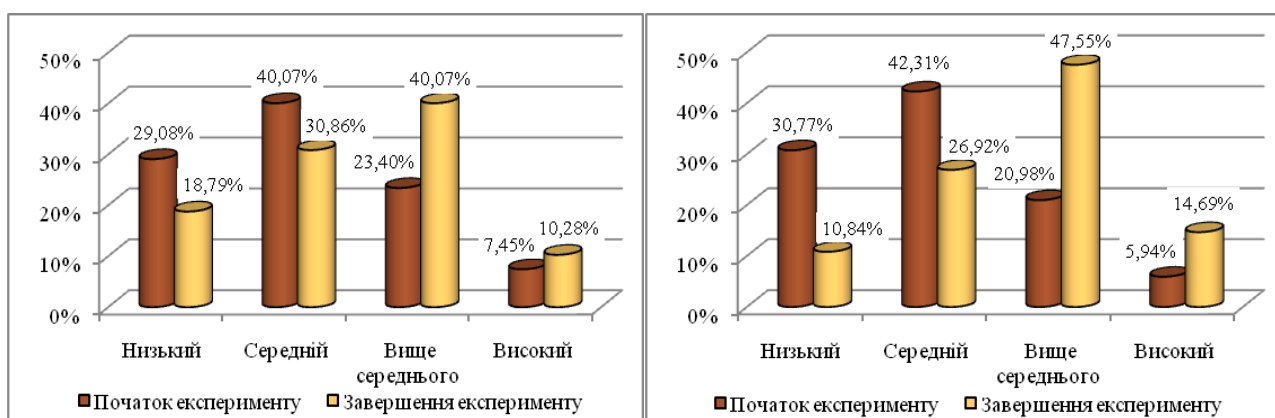 50%
40%
30%
20%
10%
0%
29,08%
18,79%
40,07%
30,86%
23,40%
40,07%
7,45%
10,28%
Низький
Середній
Вище
середнього
Високий
Початок експерименту
Завершення експерименту
50%
40%
30%
20%
10%
0%
30,77%
10,84%
42,31%
26,92%
20,98%
47,55%
5,94%
14,69%
Низький
Середній
Вище
середнього
Високий
Початок експерименту
Завершення експерименту